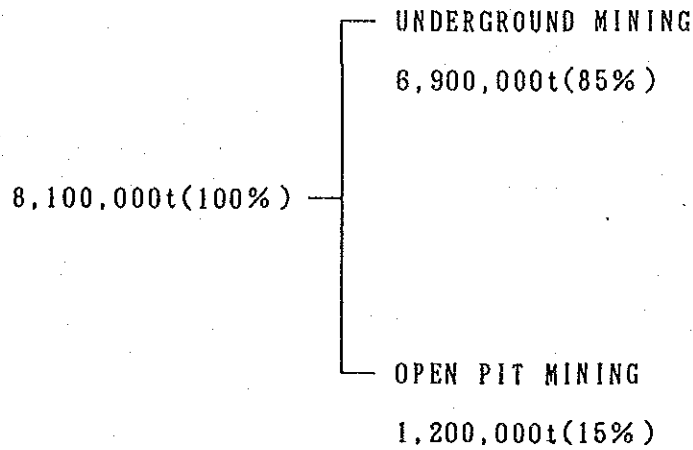 UNDERGROUND MINING
6,900,000t(85%)
8,100,000t(100%)
OPEN PIT MINING
1,200,000t(15%)